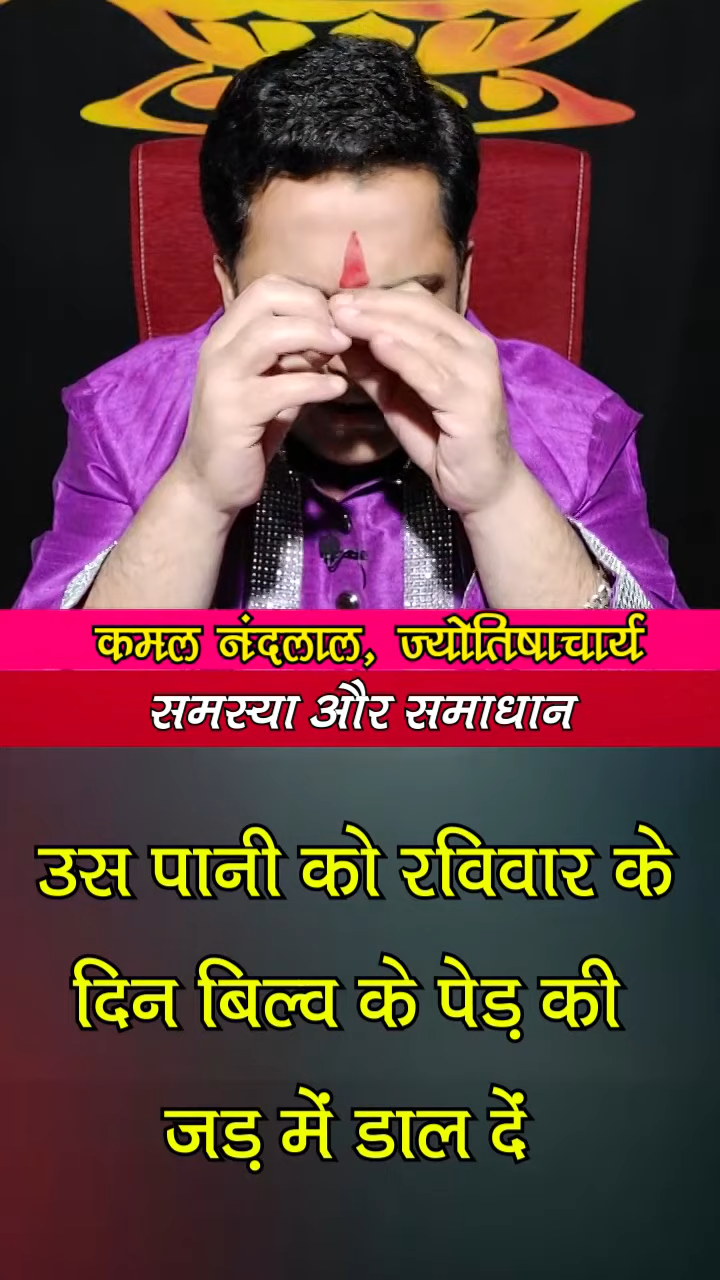 कमल नंदलाल, ज्योतिषाचार्य
समस्या और समाधान
उस पानी को रविवार के
दिन बिल्व के पेड़ की
जड़ में डाल दें